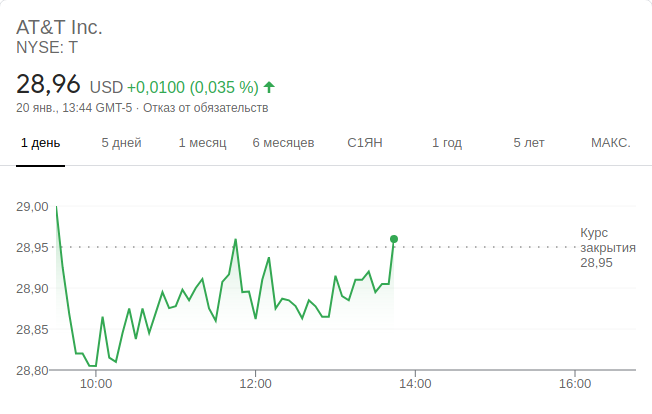 AT&T Inc.
NYSE: T
28,96 USD +0,0100 (0,035 %)
20 янв., 13:44 GMT-5 · Отказ от обязательств
1 день 5 дней 1 месяц 6 месяцев С1ЯН 1 год 5 лет МАКС.
29,00
Курс
28,95 закрытия
28,95
28,90
28,85
28,80
10:00 12:00 14:00 16:00